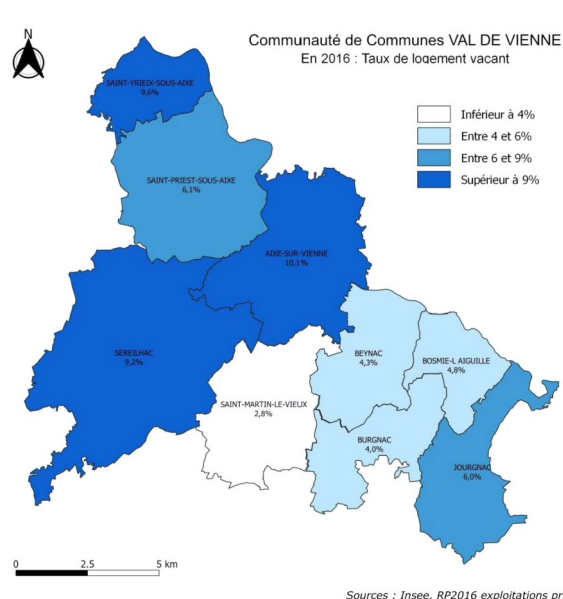 Communauté de Communes VAL DE VIENNE
En 2016 : Taux de logement vacant
N
Inférieur à 4%
Entre 4 et 6%
Entre 6 et 9%
Supérieur à 9%
SAINT-YRIEIX-SOUS-AIXE
9,6%
SAINT-PRIEST-SOUS-AIXE
6,1%
AIXE-SUR-VIENNE
10,1%
SEREILHAC
9,2%
BEYNAC
4,3%
BOSMIE-L AIGUILLE
4,8%
SAINT-MARTIN-LE-VIEUX
2,8%
BURGNAC
4,0%
JOURGNAC
6,0%
0 2.5 5 km
Sources : Insee, RP2016 exploitations pr